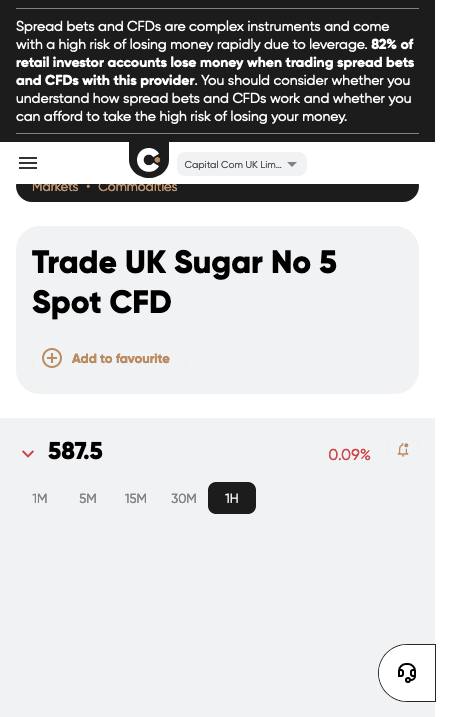 Spread bets and CFDs are complex instruments and come
with a high risk of losing money rapidly due to leverage. 82% of
retail investor accounts lose money when trading spread bets
and CFDs with this provider. You should consider whether you
understand how spread bets and CFDs work and whether you
can afford to take the high risk of losing your money.
Capital Com UK Lim...
Markets • Commodities
Trade UK Sugar No 5
Spot CFD
Add to favourite
587.5
0.09%
1M 5M 15M 30M 1H